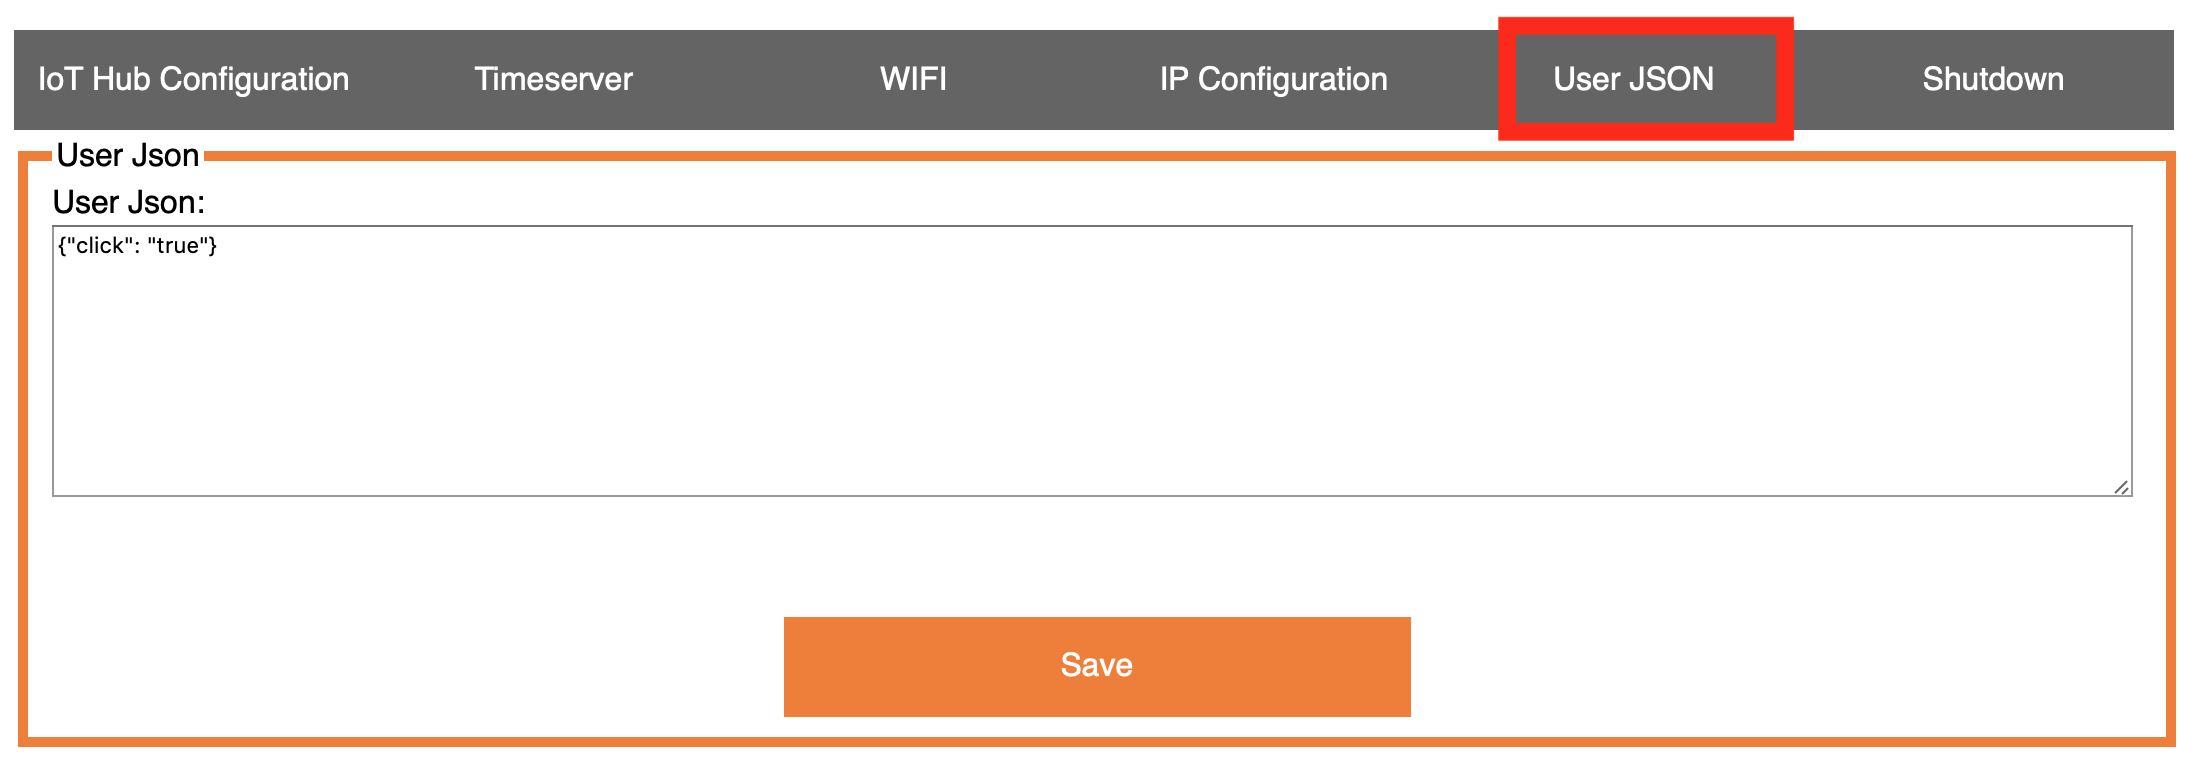 IoT Hub Configuration Timeserver WIFI IP Configuration User JSON Shutdown
User Json
User Json:
{"click": "true"}
Save